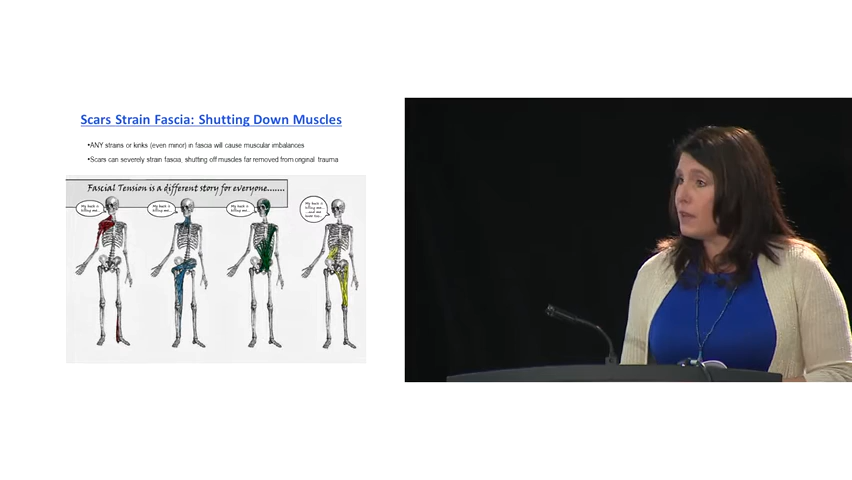 Scars Strain Fascia: Shutting Down Muscles
•ANY strains or kinks (even minor) in fascia will cause muscular imbalances
•Scars can severely strain fascia, shutting off muscles far removed from original trauma
Fascial Tension is a different story for everyone.......
My back is
killing me...
My back is
killing me...
My back is
killing me...
My back is
killing me...